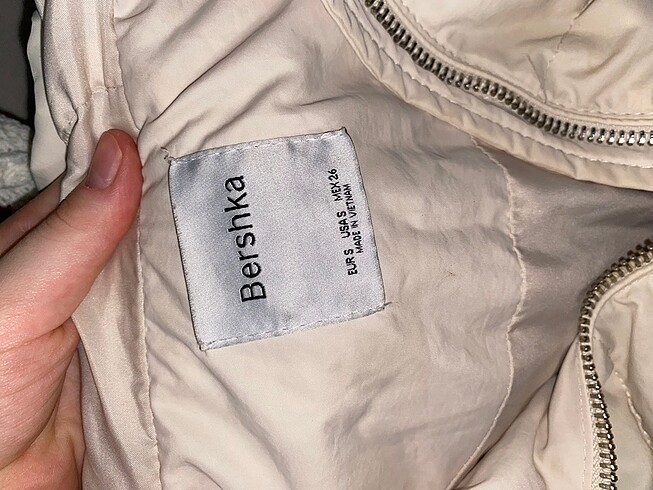 Bershka
EUR S USA S MEX 26
MADE IN VIETNAM